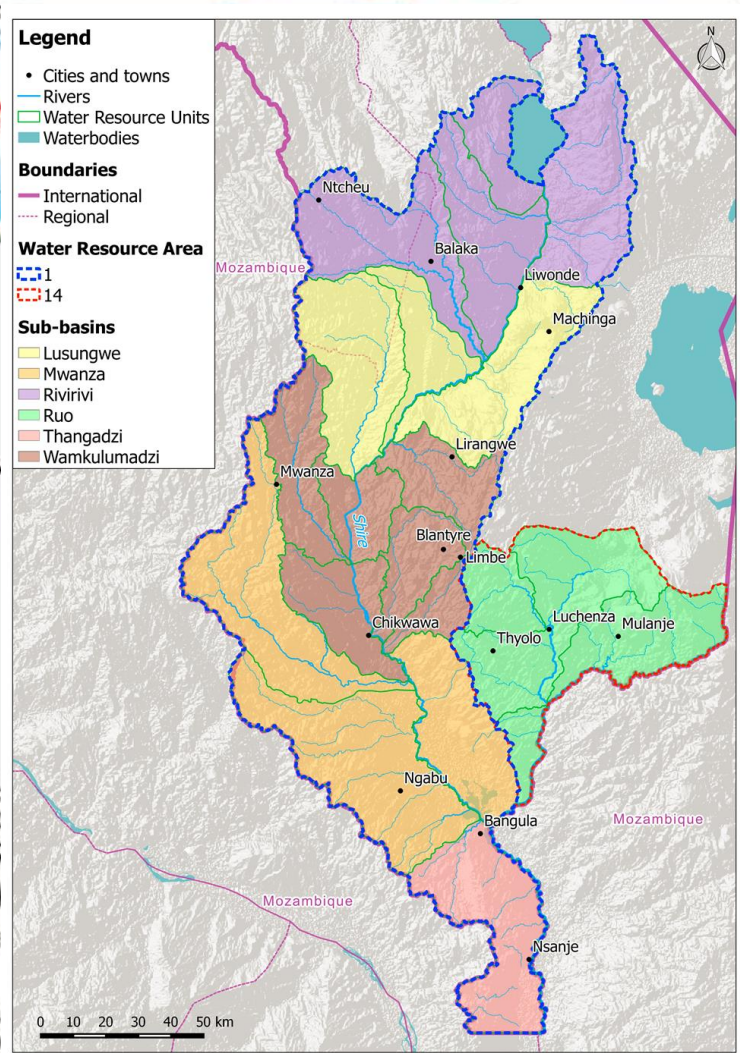 Legend
Cities and towns
Rivers
Water Resource Units
Waterbodies
Boundaries
International
Regional
Water Resource Area
1
14
Sub-basins
Lusungwe
Mwanza
Rivirivi
Ruo
Thangadzi
Wamkulumadzi
N
Ntcheu
Balaka
Mozambique
Liwonde
Machinga
Lirangwe
Mwanza
Shire
Blantyre
Limbe
Chikwawa
Luchenza
Mulanje
Thyolo
Ngabu
Bangula
Mozambique
Mozambique
Nsanje
0 10 20 30 40 50 km